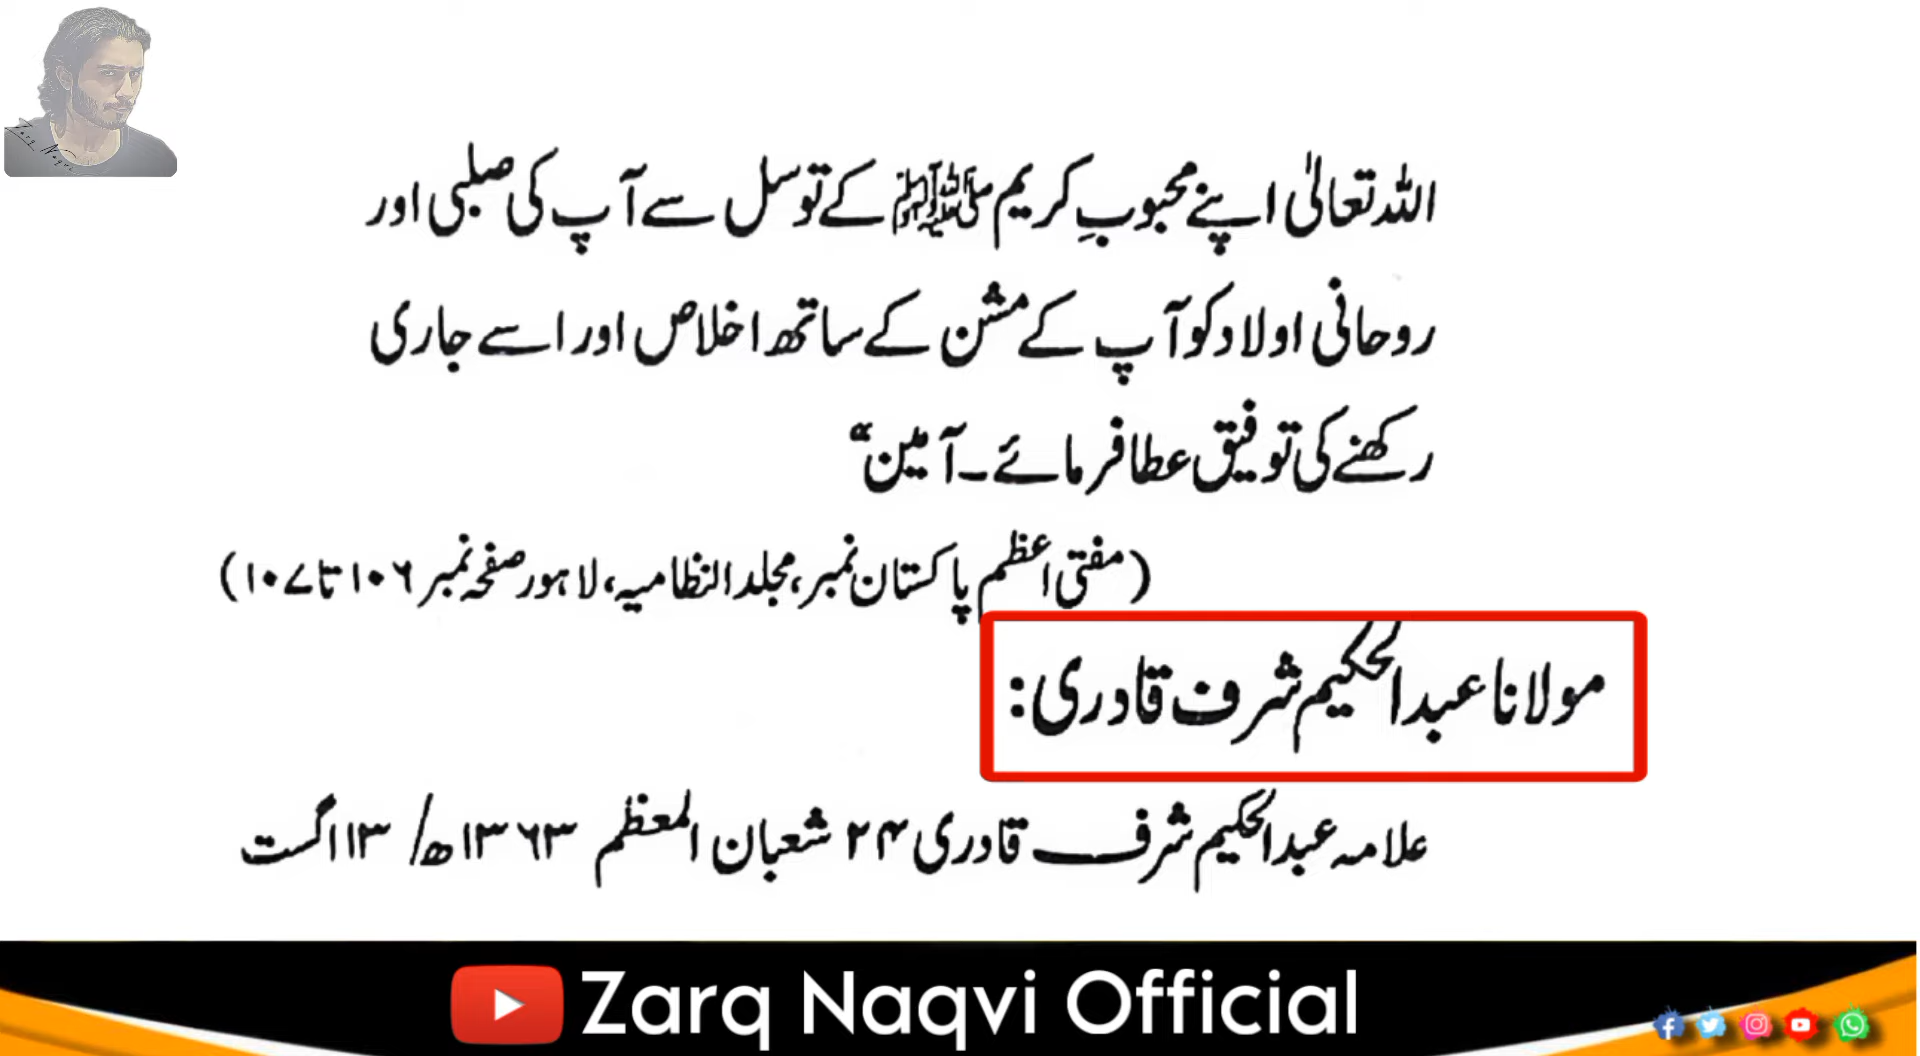 اللہ تعالیٰ اپنے محبوبِ کریم ﷺ کے توسل سے آپ کی صلبی اور
روحانی اولاد کو آپ کے مشن کے ساتھ اخلاص اور اسے جاری
رکھنے کی توفیق عطا فرمائے۔ آمین“
(مفتی اعظم پاکستان نمبر، مجلد النظامیہ، لاہور صفحہ نمبر ۱۰۶ تا ۱۰۷)
مولانا عبدالحکیم شرف قادری:
علامہ عبدالحکیم شرف قادری ۲۴ شعبان المعظم ۱۳۶۳ھ/ ۱۳ اگست
Zarq Naqvi Official
Zarq Naqvi